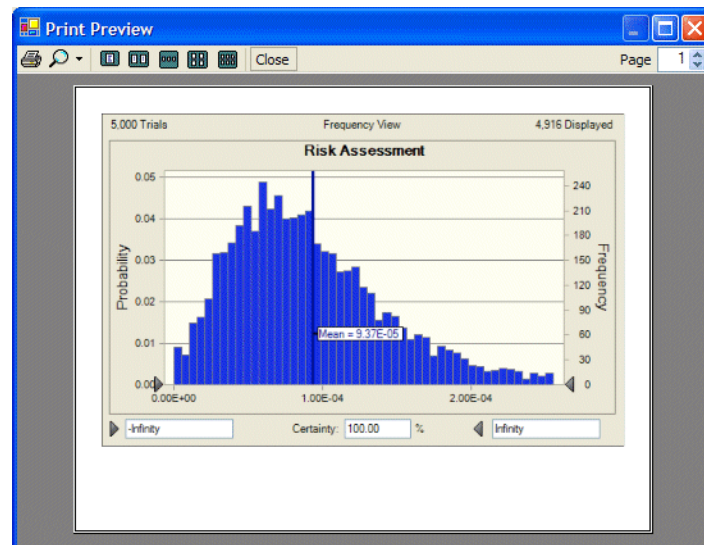 Print Preview
Close
Page 1
5,000 Trials Frequency View 4,916 Displayed
Risk Assessment
0.05
0.04
0.03
0.02
0.01
0.00
Probability
240
210
180
150
120
90
60
30
0
Frequency
Mean = 9.37E-05
0.00E+00 1.00E-04 2.00E-04
-Infinity Certainty: 100.00 % Infinity